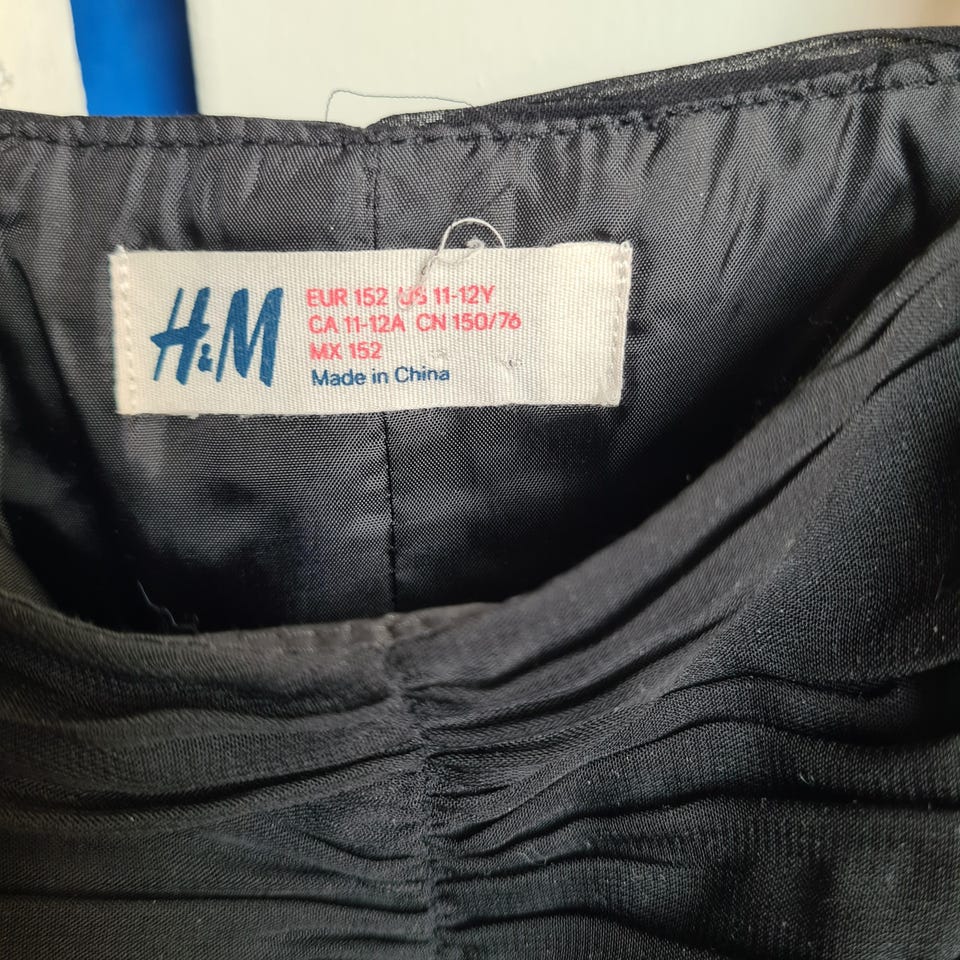 H&M
EUR 152 US 11-12Y
CA 11-12A CN 150/76
MX 152
Made in China